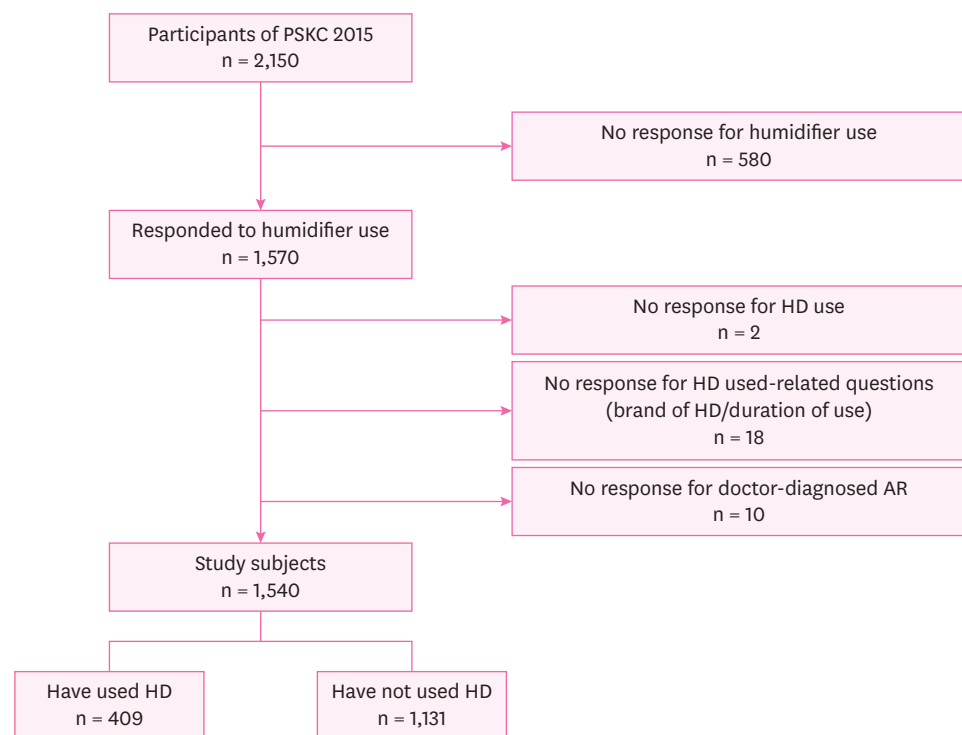 Participants of PSKC 2015
n = 2,150
No response for humidifier use
n = 580
Responded to humidifier use
n = 1,570
No response for HD use
n = 2
No response for HD used-related questions
(brand of HD/duration of use)
n = 18
No response for doctor-diagnosed AR
n = 10
Study subjects
n = 1,540
Have used HD
n = 409
Have not used HD
n = 1,131